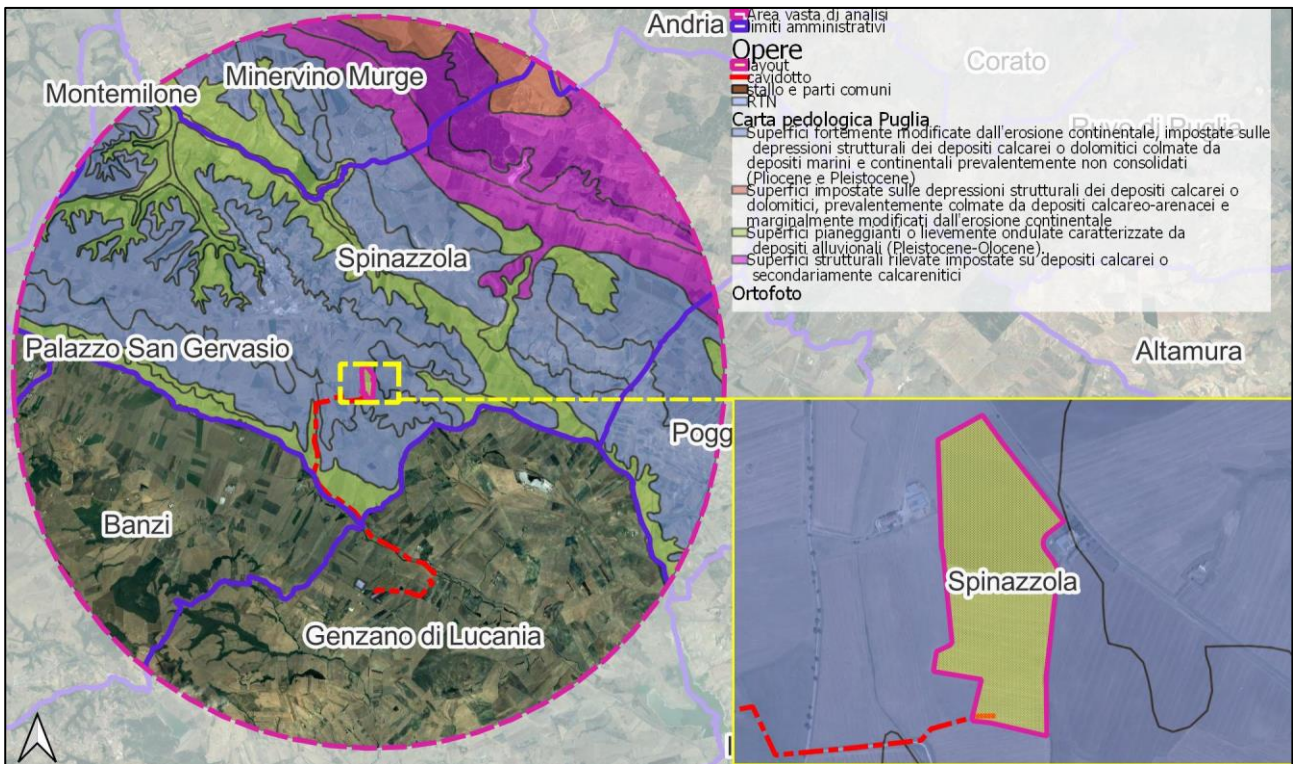 Andria
Minervino Murge
Montemilone
Spinazzola
Palazzo San Gervasio
Banzi
Genzano di Lucania
Pogg
Altamura
Corato
Ruvo di Puglia
Area vasta di analisi
limiti amministrativi
Opere
layout
cavidotto
stallo e parti comuni
RTN
Carta pedologica Puglia
Superfici fortemente modificate dall'erosione continentale, impostate sulle
depressioni strutturali dei depositi calcarei o dolomitici colmate da
depositi marini e continentali prevalentemente non consolidati
(Pliocene e Pleistocene)
Superfici impostate sulle depressioni strutturali dei depositi calcarei o
dolomitici, prevalentemente colmate da depositi calcareo-arenacei e
marginalmente modificati dall'erosione continentale
Superfici pianeggianti o lievemente ondulate caratterizzate da
depositi alluvionali (Pleistocene-Olocene)
Superfici strutturali rilevate impostate su depositi calcarei o
secondariamente calcarenitici
Ortofoto
Spinazzola